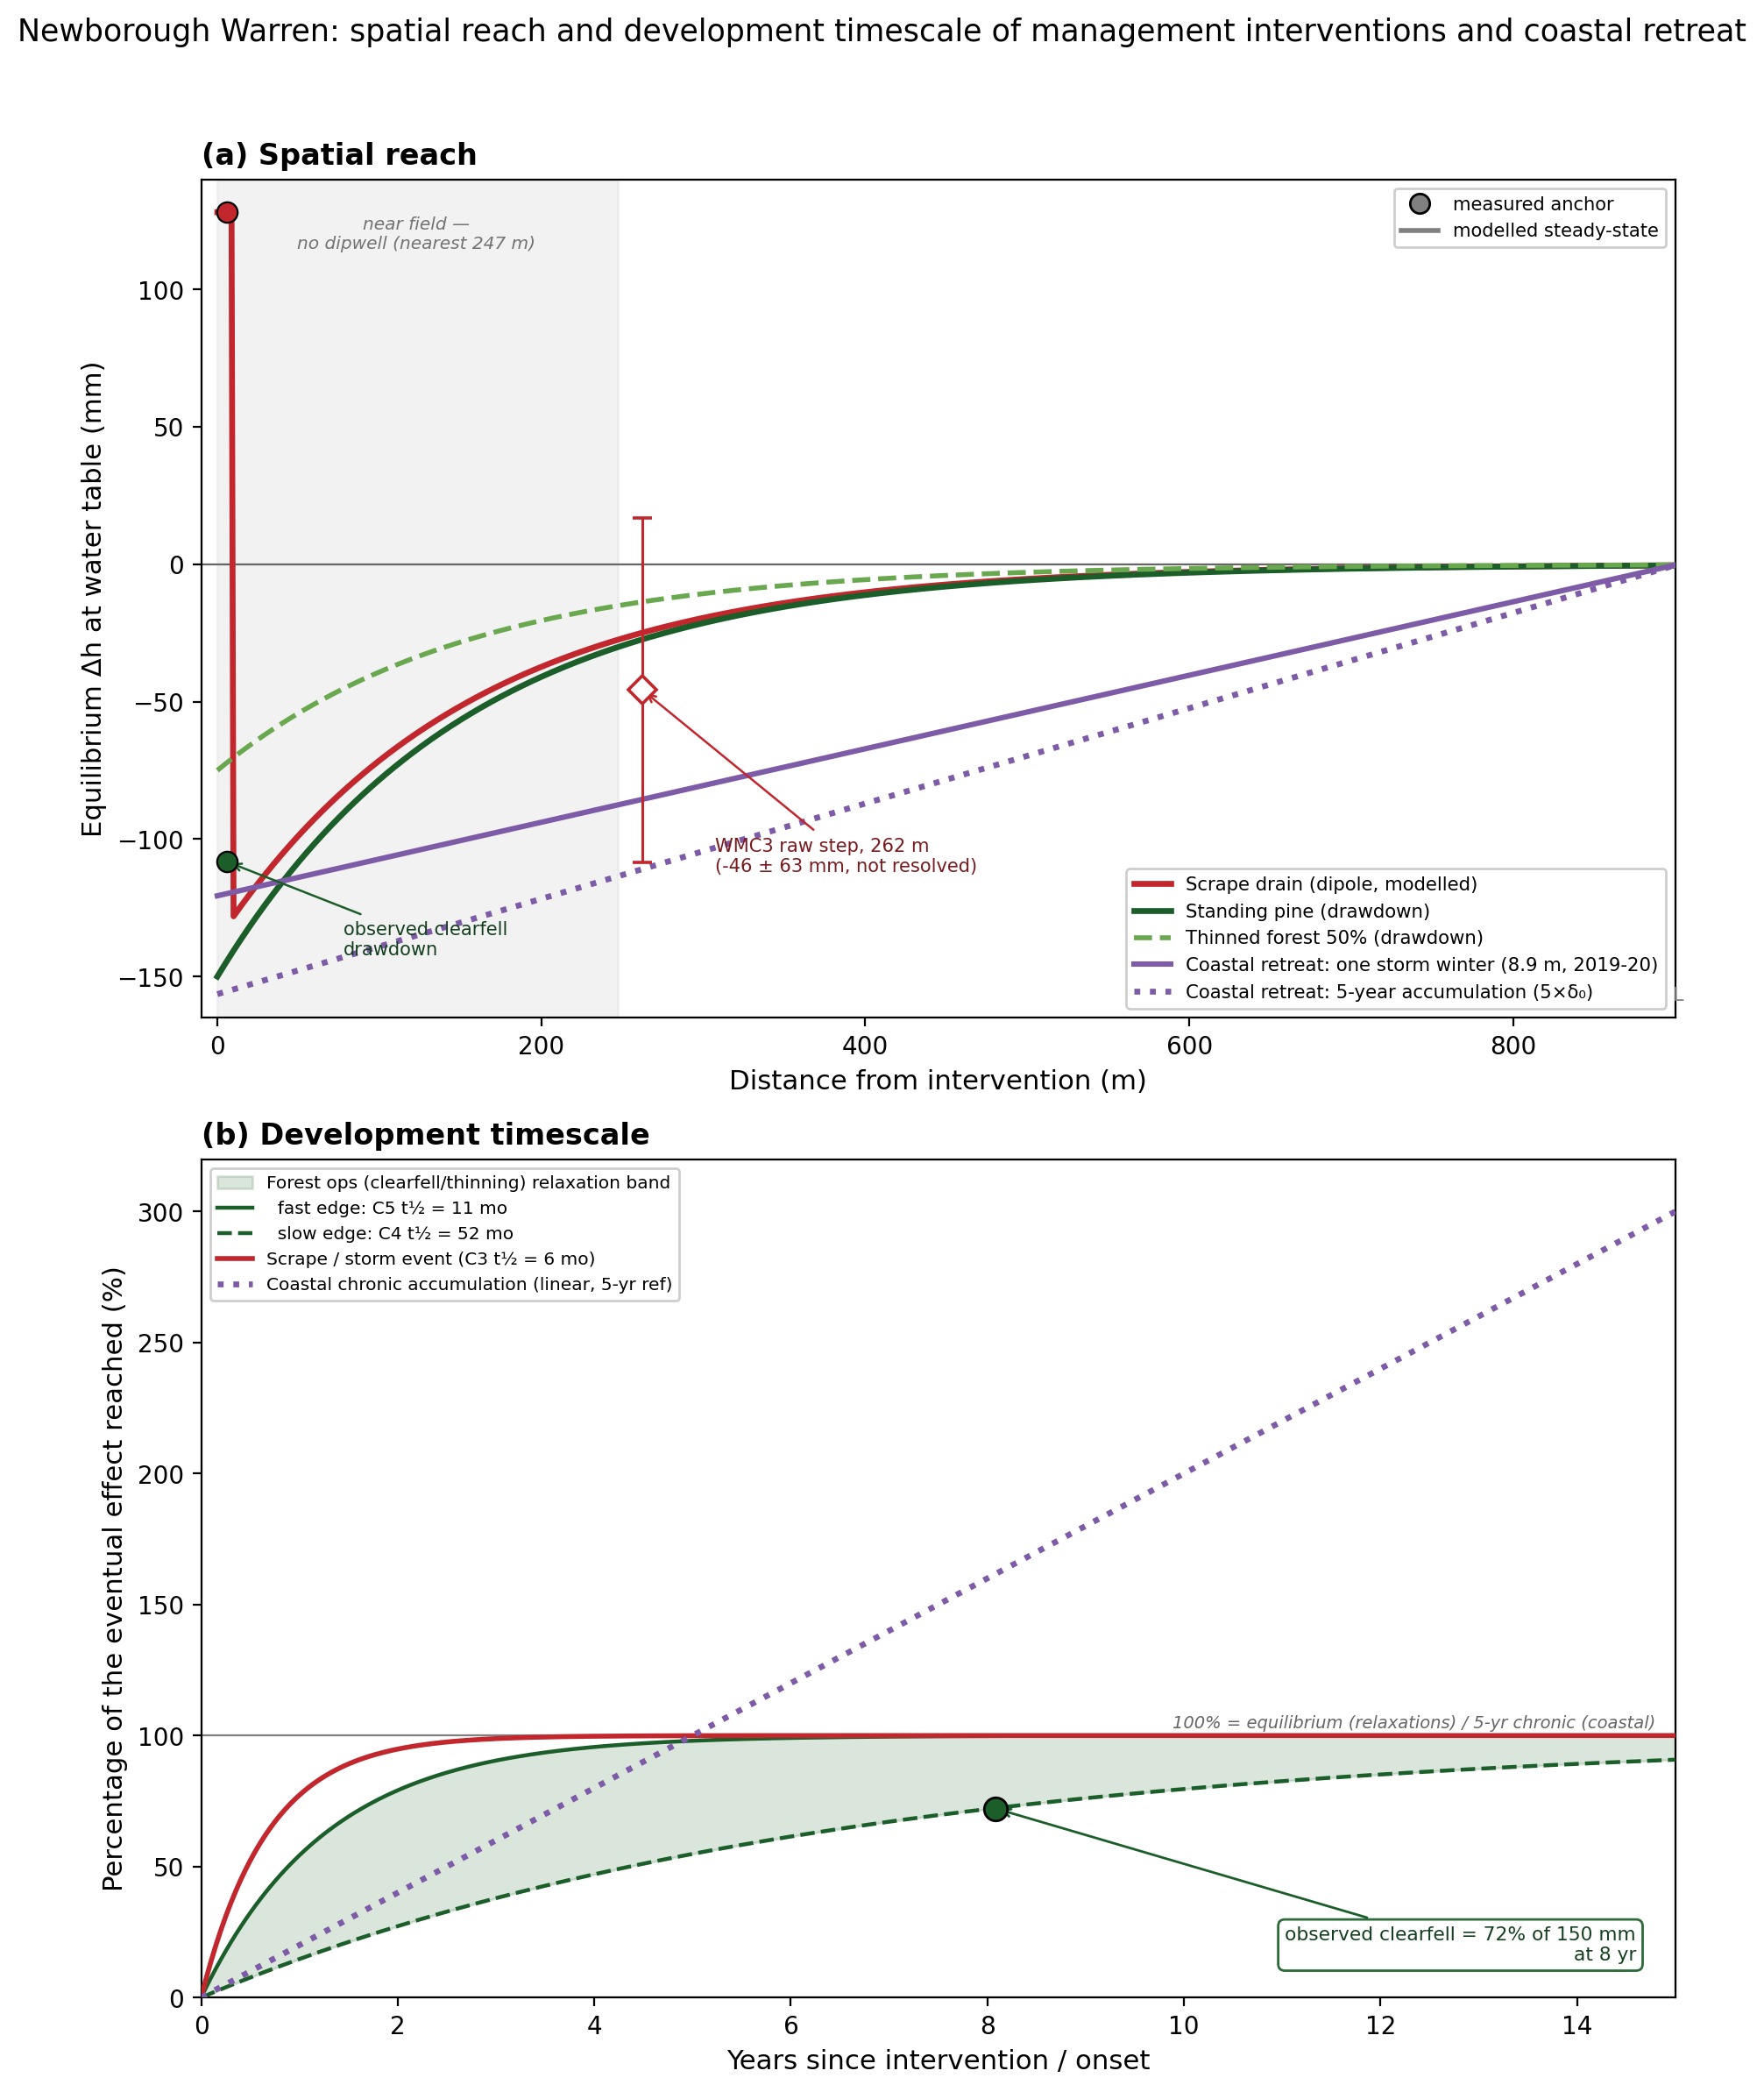 Newborough Warren: spatial reach and development timescale of management interventions and coastal retreat
(a) Spatial reach
near field —
no dipwell (nearest 247 m)
measured anchor
modelled steady-state
100
50
0
−50
−100
−150
Equilibrium Δh at water table (mm)
WMC3 raw step, 262 m
(-46 ± 63 mm, not resolved)
observed clearfell
drawdown
Scrape drain (dipole, modelled)
Standing pine (drawdown)
Thinned forest 50% (drawdown)
Coastal retreat: one storm winter (8.9 m, 2019-20)
Coastal retreat: 5-year accumulation (5×δ₀)
0 200 400 600 800
Distance from intervention (m)
(b) Development timescale
Forest ops (clearfell/thinning) relaxation band
fast edge: C5 t½ = 11 mo
slow edge: C4 t½ = 52 mo
Scrape / storm event (C3 t½ = 6 mo)
Coastal chronic accumulation (linear, 5-yr ref)
300
250
200
150
100
50
0
Percentage of the eventual effect reached (%)
100% = equilibrium (relaxations) / 5-yr chronic (coastal)
observed clearfell = 72% of 150 mm
at 8 yr
0 2 4 6 8 10 12 14
Years since intervention / onset